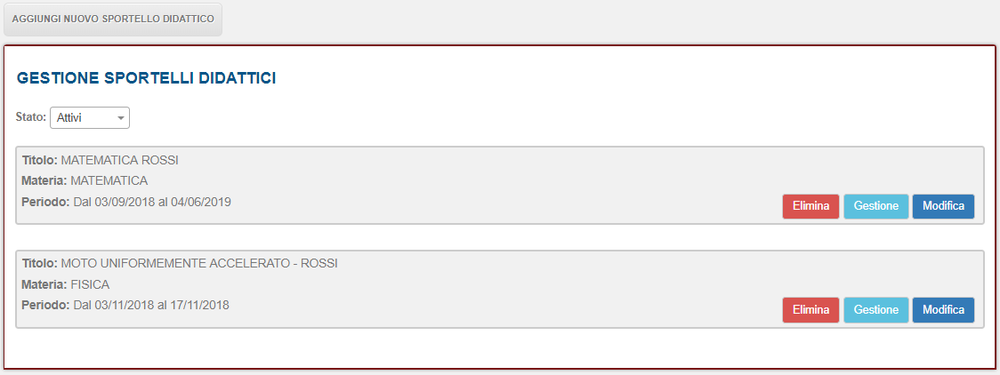 AGGIUNGI NUOVO SPORTELLO DIDATTICO
GESTIONE SPORTELLI DIDATTICI
Stato: Attivi
Titolo: MATEMATICA ROSSI
Materia: MATEMATICA
Periodo: Dal 03/09/2018 al 04/06/2019
Elimina Gestione Modifica
Titolo: MOTO UNIFORMEMENTE ACCELERATO - ROSSI
Materia: FISICA
Periodo: Dal 03/11/2018 al 17/11/2018
Elimina Gestione Modifica